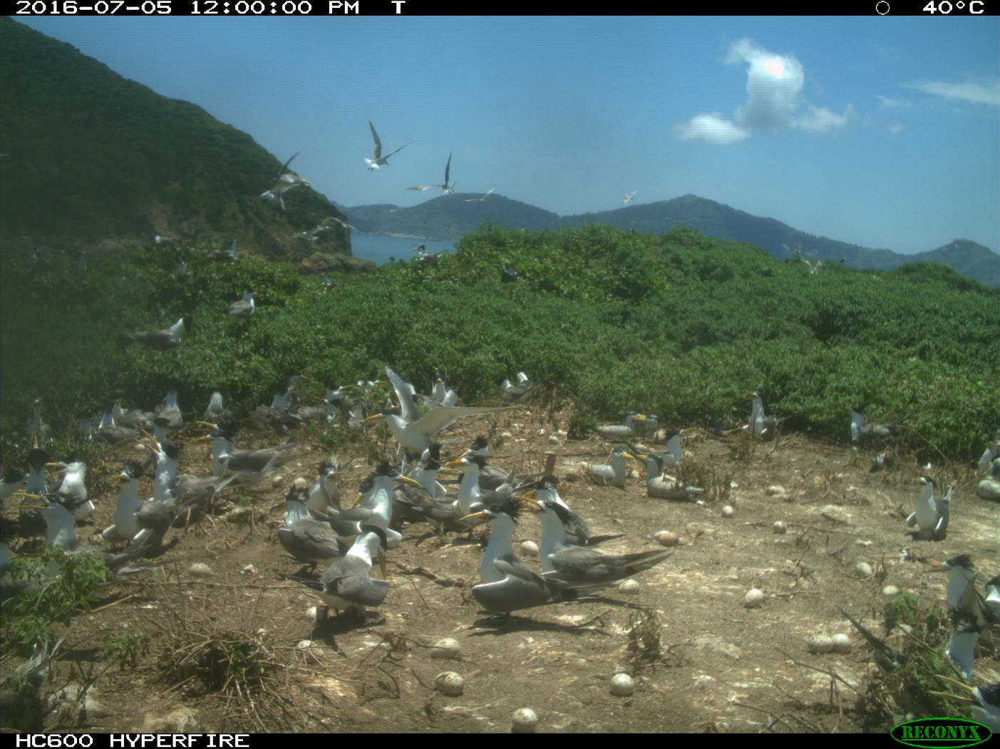 2016-07-05 12:00:00 PM T 40°C
HC600 HYPERFIRE RECONYX